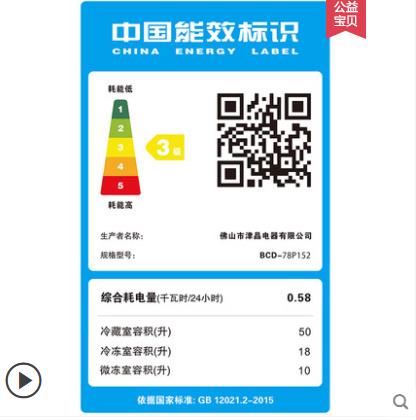 公益
宝贝
中国能效标识
CHINA ENERGY LABEL
耗能低
1
2
3
4
5
3级
耗能高
生产者名称: 佛山市津晶电器有限公司
规格型号: BCD-78P152
综合耗电量(千瓦时/24小时) 0.58
冷藏室容积(升) 50
冷冻室容积(升) 18
微冻室容积(升) 10
依据国家标准: GB 12021.2-2015